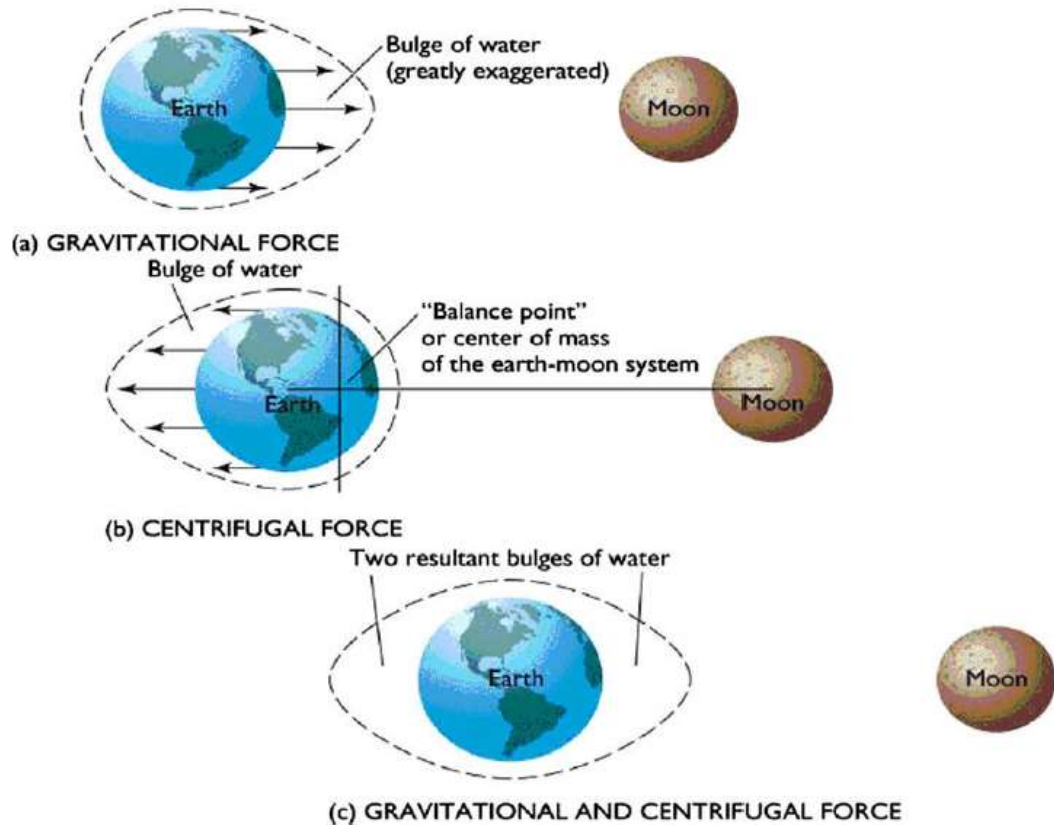 Bulge of water
(greatly exaggerated)
Earth
Moon
(a) GRAVITATIONAL FORCE
Bulge of water
“Balance point”
or center of mass
of the earth-moon system
Earth
Moon
(b) CENTRIFUGAL FORCE
Two resultant bulges of water
Earth
Moon
(c) GRAVITATIONAL AND CENTRIFUGAL FORCE